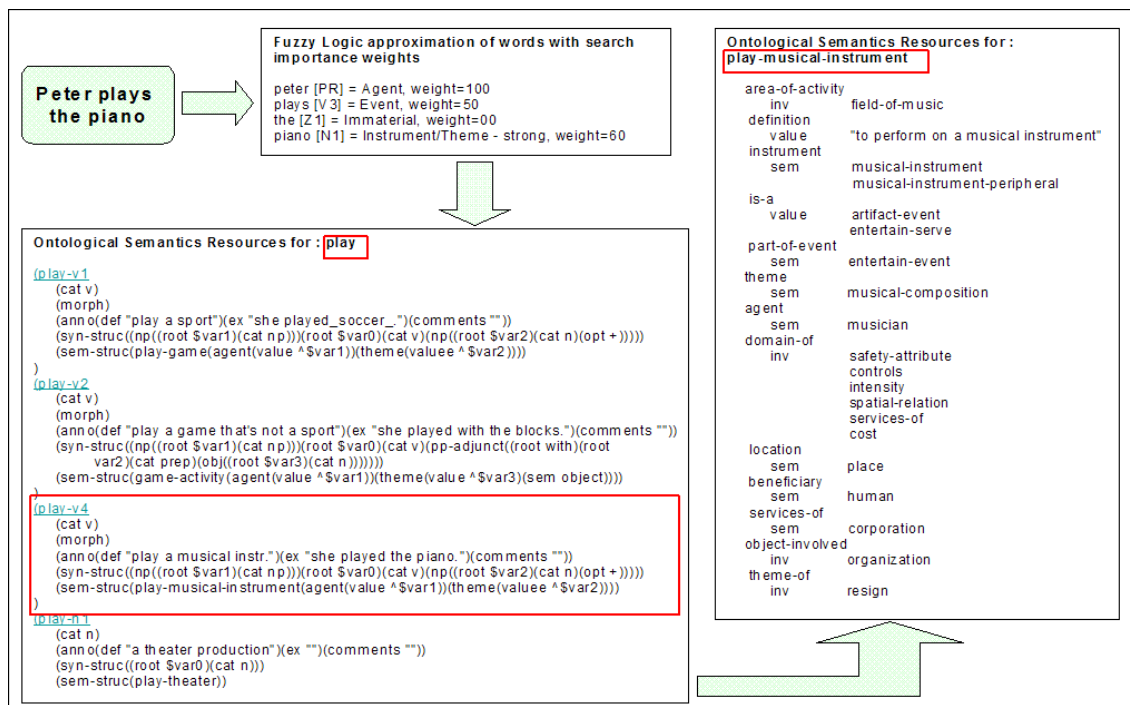 Peter plays
the piano
Fuzzy Logic approximation of words with search
importance weights
peter [PR] = Agent, weight=100
plays [V3] = Event, weight=50
the [Z1] = Immaterial, weight=00
piano [N1] = Instrument/Theme - strong, weight=60
Ontological Semantics Resources for : play
(play-v1
(cat v)
(morph)
(anno(def "play a sport")(ex "she played_soccer_.")(comments ""))
(syn-struc((np((root $var1)(cat np)))(root $var0)(cat v)(np((root $var2)(cat n)(opt +)))))
(sem-struc(play-game(agent(value ^$var1))(theme(valuee ^$var2))))
)
(play-v2
(cat v)
(morph)
(anno(def "play a game that's not a sport")(ex "she played with the blocks.")(comments ""))
(syn-struc((np((root $var1)(cat np)))(root $var0)(cat v)(pp-adjunct((root with)(root
var2)(cat prep)(obj((root $var3)(cat n)))))))
(sem-struc(game-activity(agent(value ^$var1))(theme(value ^$var3)(sem object))))
)
(play-v4
(cat v)
(morph)
(anno(def "play a musical instr.")(ex "she played the piano.")(comments ""))
(syn-struc((np((root $var1)(cat np)))(root $var0)(cat v)(np((root $var2)(cat n)(opt +)))))
(sem-struc(play-musical-instrument(agent(value ^$var1))(theme(valuee ^$var2))))
)
(play-n1
(cat n)
(anno(def "a theater production")(ex "")(comments ""))
(syn-struc((root $var0)(cat n)))
(sem-struc(play-theater))
Ontological Semantics Resources for :
play-musical-instrument
area-of-activity
inv field-of-music
definition
value "to perform on a musical instrument"
instrument
sem musical-instrument
musical-instrument-peripheral
is-a
value artifact-event
entertain-serve
part-of-event
sem entertain-event
theme
sem musical-composition
agent
sem musician
domain-of
inv safety-attribute
controls
intensity
spatial-relation
services-of
cost
location
sem place
beneficiary
sem human
services-of
sem corporation
object-involved
inv organization
theme-of
inv resign